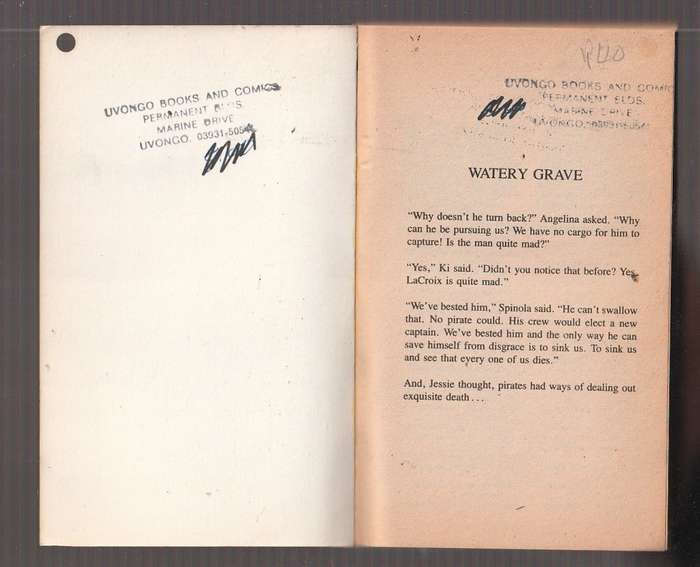 UVONGO BOOKS AND COMICS
PERMANENT BLDS.
MARINE DRIVE
UVONGO. 03931-5054
UVONGO BOOKS AND COMIC
PERMANENT BLDS.
MARINE DRIVE
UVONGO. 03931-5054
WATERY GRAVE
“Why doesn’t he turn back?” Angelina asked. “Why
can he be pursuing us? We have no cargo for him to
capture! Is the man quite mad?”
“Yes,” Ki said. “Didn’t you notice that before? Yes,
LaCroix is quite mad.”
“We’ve bested him,” Spinola said. “He can’t swallow
that. No pirate could. His crew would elect a new
captain. We’ve bested him and the only way he can
save himself from disgrace is to sink us. To sink us
and see that every one of us dies.”
And, Jessie thought, pirates had ways of dealing out
exquisite death . . .